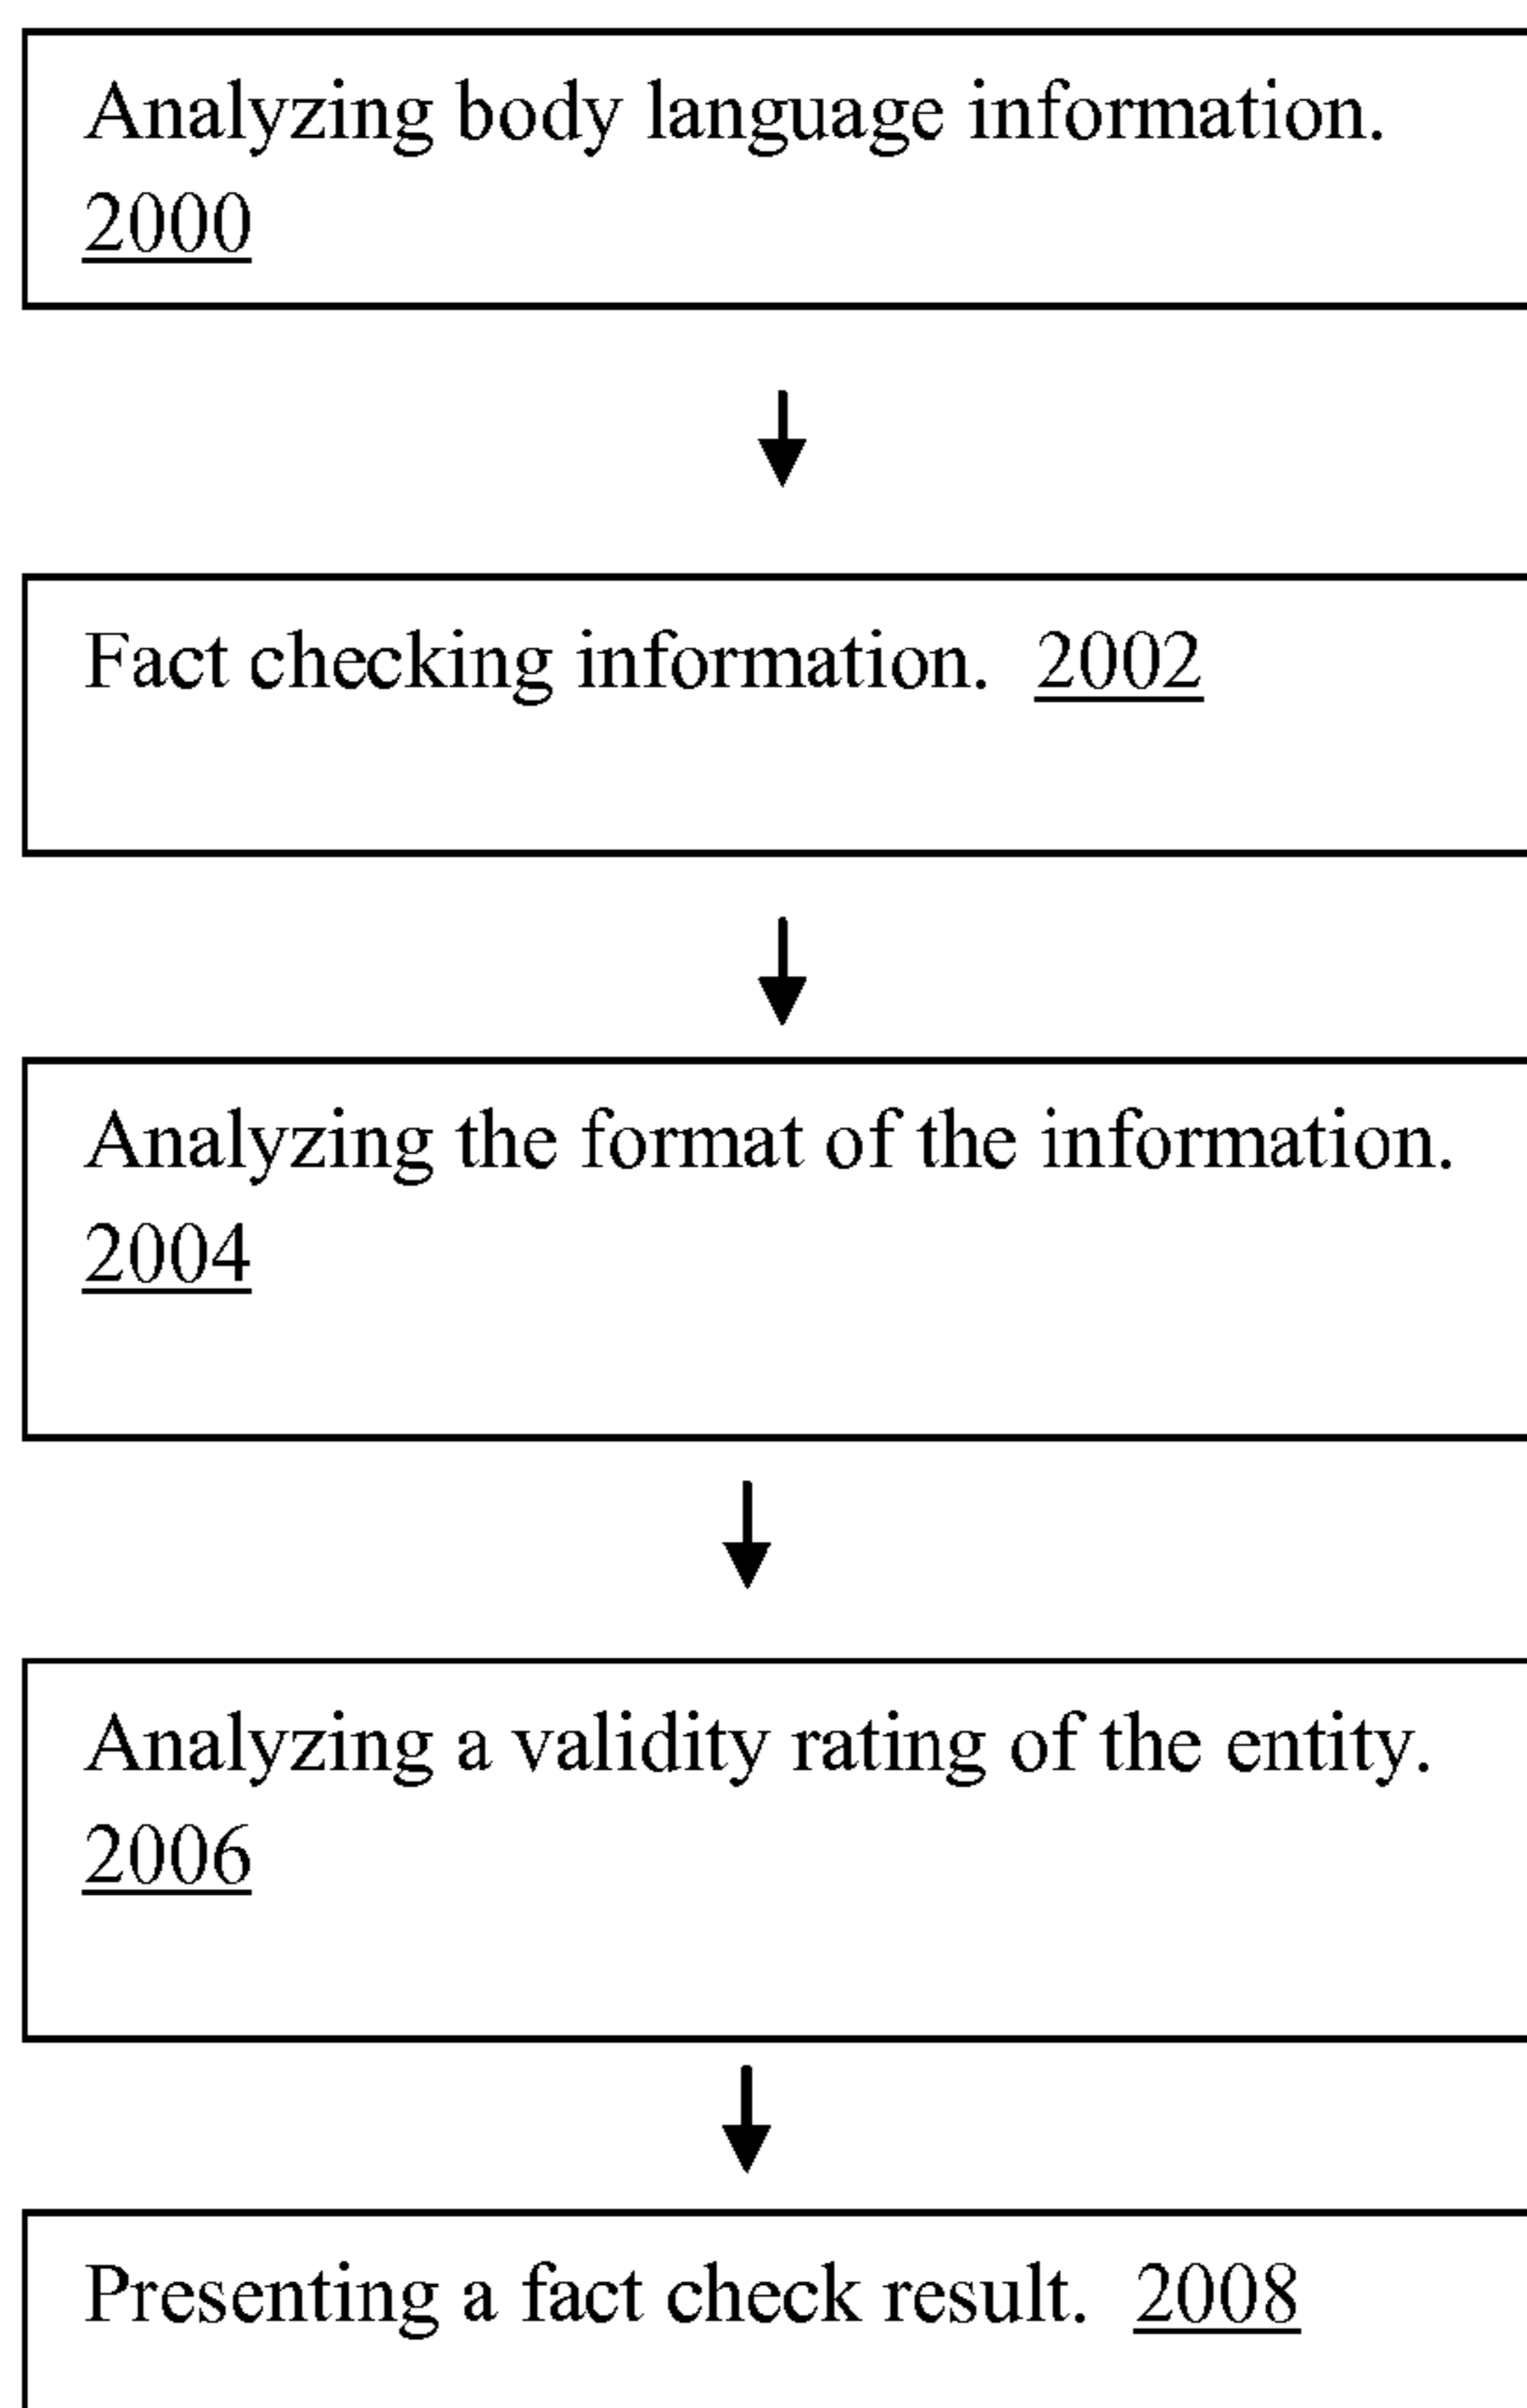 Analyzing body language information.
2000
Fact checking information. 2002
Analyzing the format of the information.
2004
Analyzing a validity rating of the entity.
2006
Presenting a fact check result. 2008